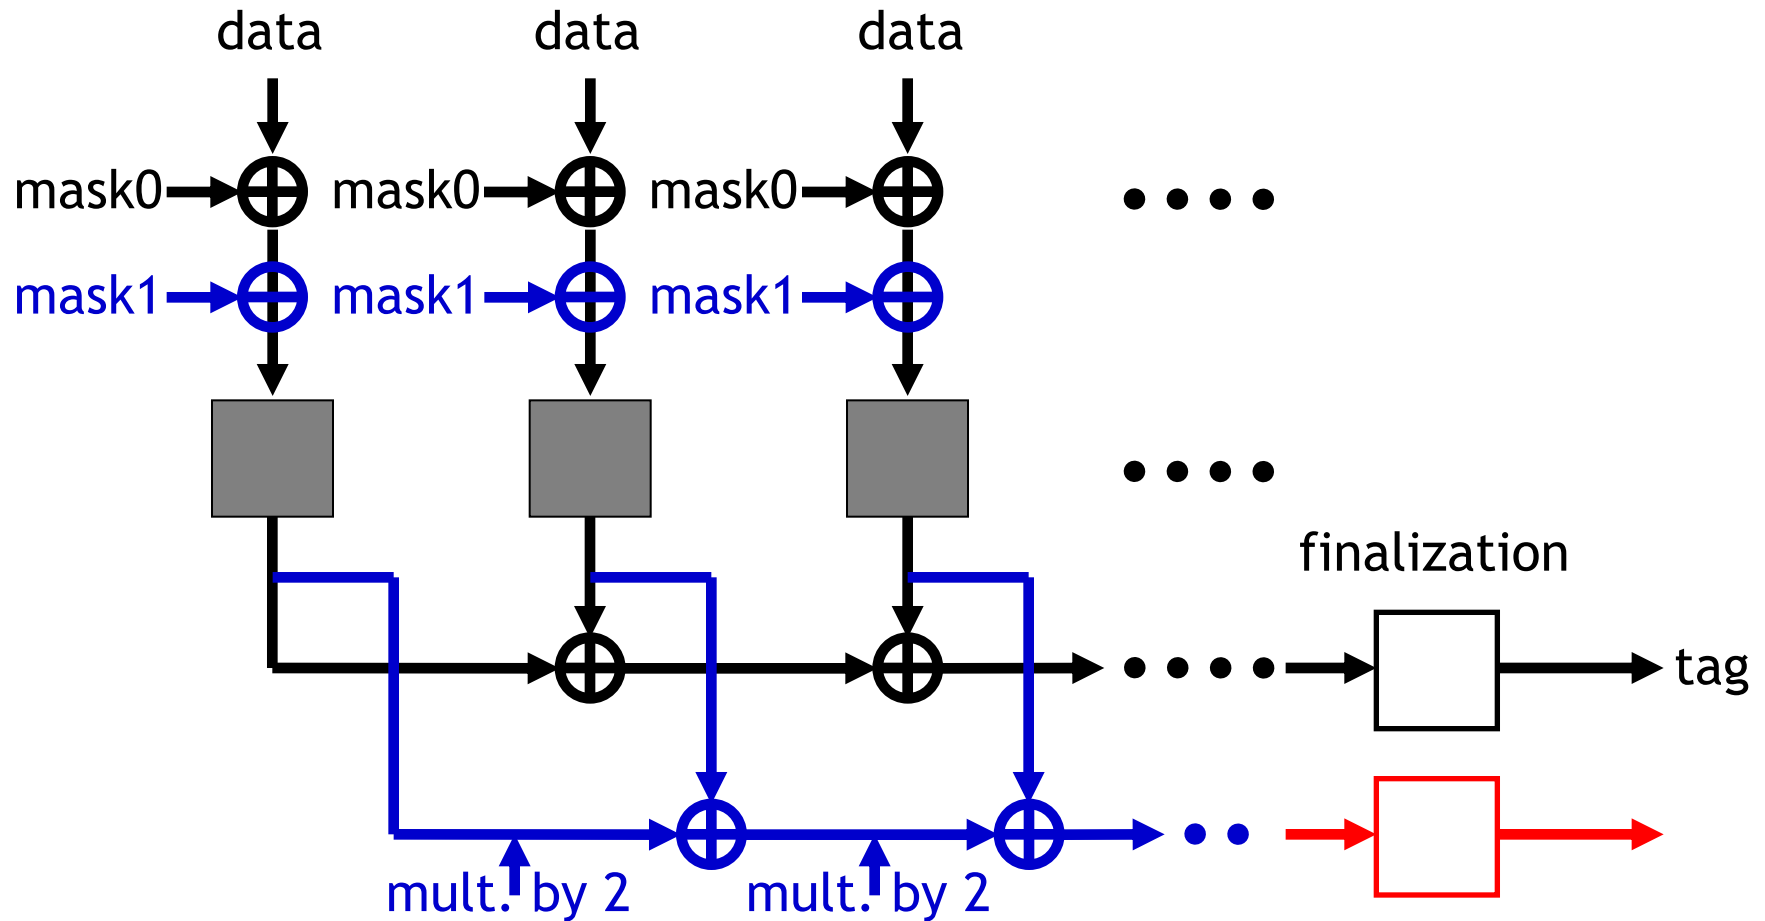 data data data
mask0 mask0 mask0
mask1 mask1 mask1
finalization
tag
mult. by 2 mult. by 2